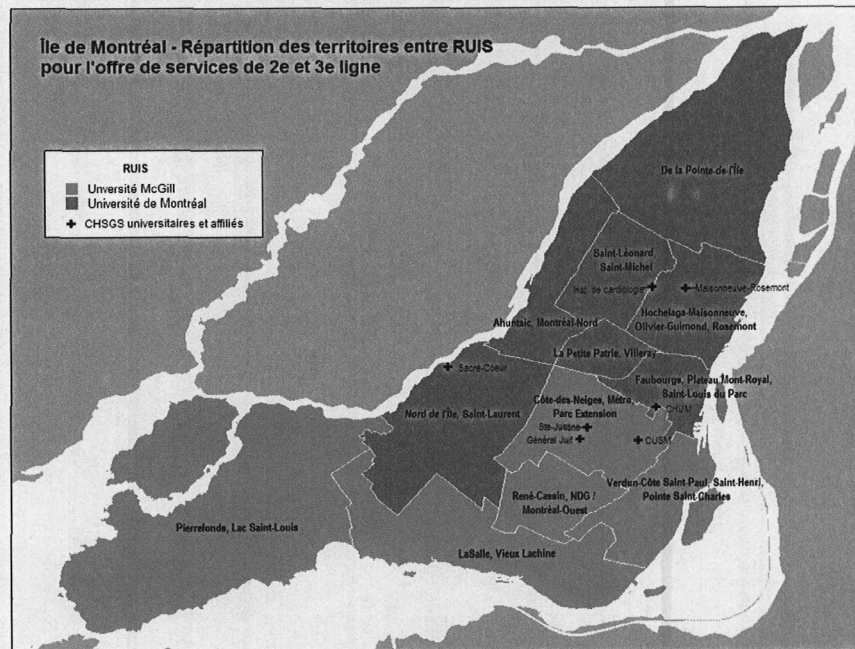 Île de Montréal - Répartition des territoires entre RUIS
pour l'offre de services de 2e et 3e ligne
RUIS
Unversité McGill
Université de Montréal
CHSGS universitaires et affiliés
De la Pointe-de-l'Île
Saint-Léonard,
Saint-Michel
Inst. de cardiologie
Maisonneuve-Rosemont
Hochelaga-Maisonneuve,
Olivier-Guimond, Rosemont
Ahuntsic, Montréal-Nord
La Petite Patrie, Villeray
Sacré-Coeur
Faubourgs, Plateau Mont-Royal,
Saint-Louis du Parc
CHUM
Nord de l'Île, Saint-Laurent
Côte-des-Neiges, Métro,
Parc Extension
Ste-Justine
Général Juif
CUSM
Verdun-Côte Saint-Paul, Saint-Henri,
Pointe Saint-Charles
René-Cassin, NDG /
Montréal-Ouest
Pierrefonds, Lac Saint-Louis
LaSalle, Vieux Lachine